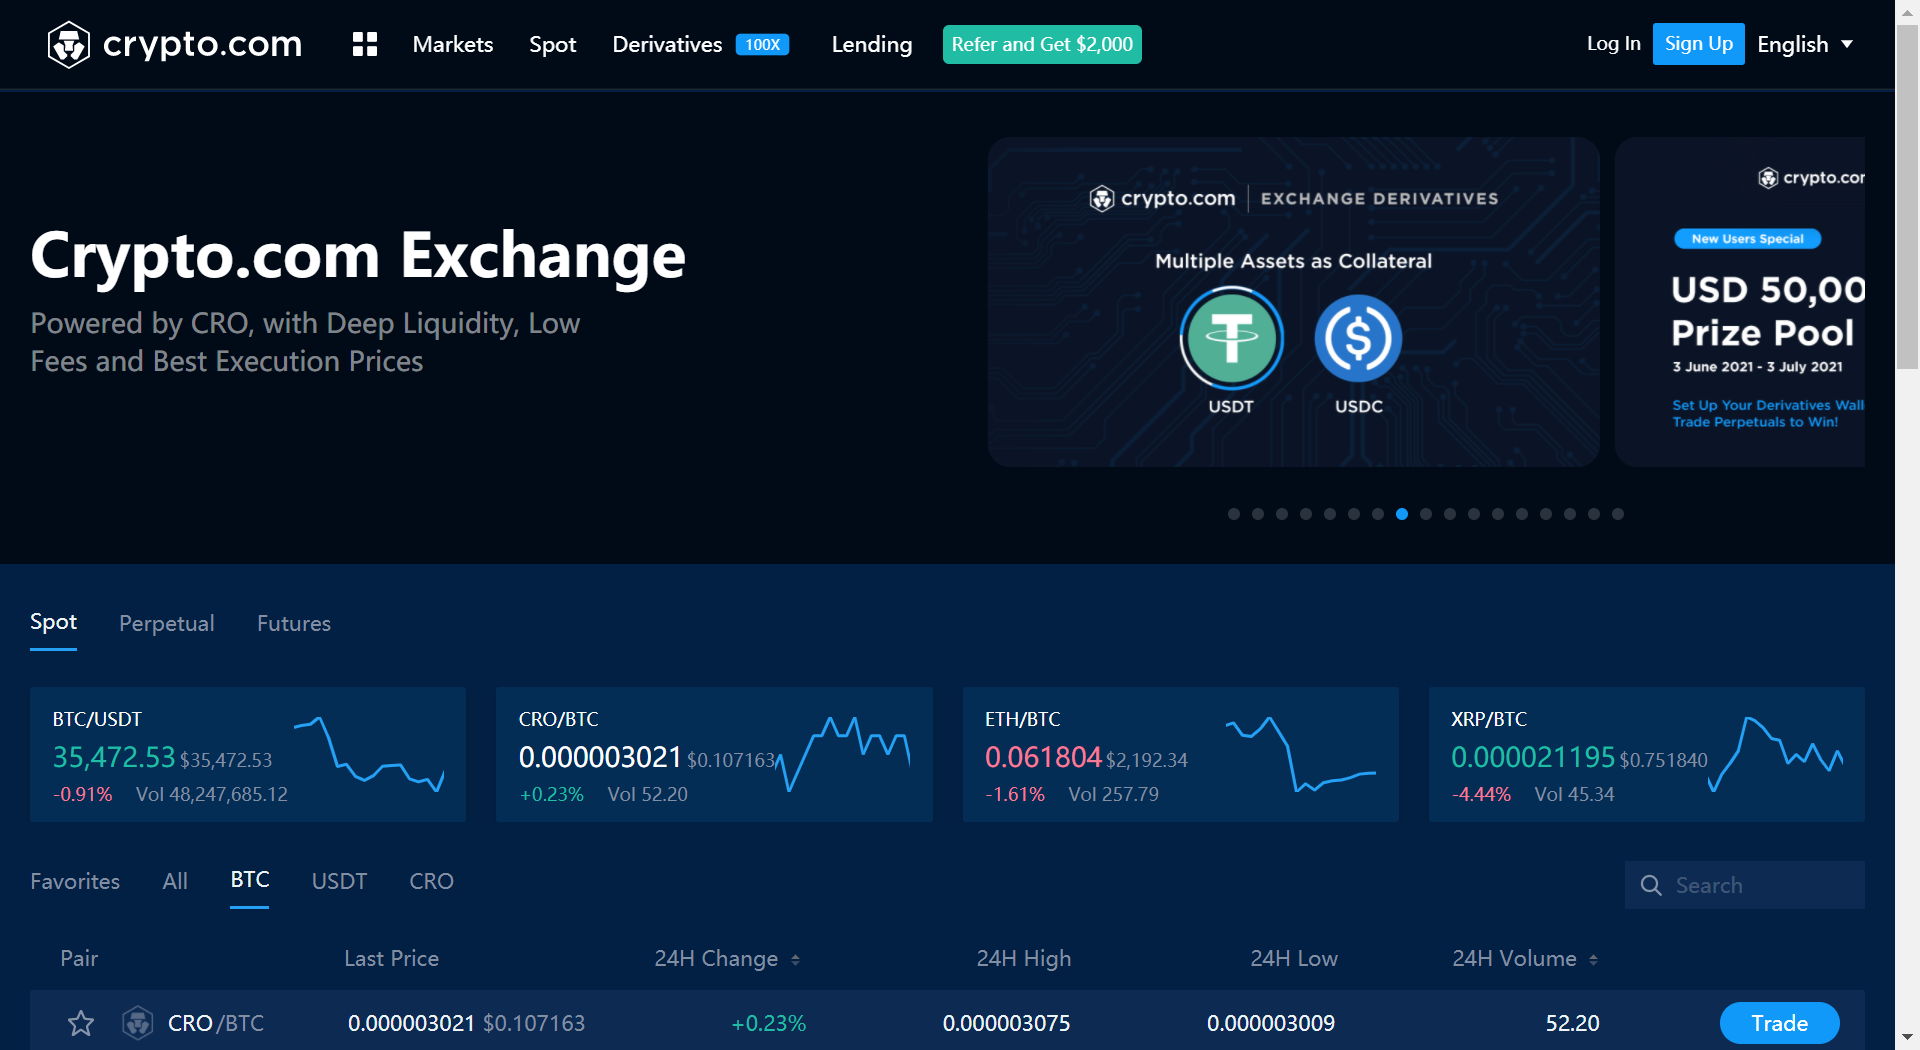 crypto.com
Markets
Spot
Derivatives
100X
Lending
Refer and Get $2,000
Log In
Sign Up
English
Crypto.com Exchange
Powered by CRO, with Deep Liquidity, Low
Fees and Best Execution Prices
crypto.com | EXCHANGE DERIVATIVES
Multiple Assets as Collateral
USDT
USDC
New Users Special
USD
Prize Pool
3 June 2021 - 3 July 2021
Set Up Your Derivatives
Trade Perpetuals to Win!
Spot
Perpetual
Futures
BTC/USDT
35,472.53 $35,472.53
-0.91% Vol 48,247,685.12
CRO/BTC
0.000003021 $0.107163
+0.23% Vol 52.20
ETH/BTC
0.061804 $2,192.34
-1.61% Vol 257.79
XRP/BTC
0.000021195 $0.751840
-4.44% Vol 45.34
Favorites
All
BTC
USDT
CRO
Search
Pair
Last Price
24H Change
24H High
24H Low
24H Volume
CRO/BTC
0.000003021 $0.107163
+0.23%
0.000003075
0.000003009
52.20
Trade